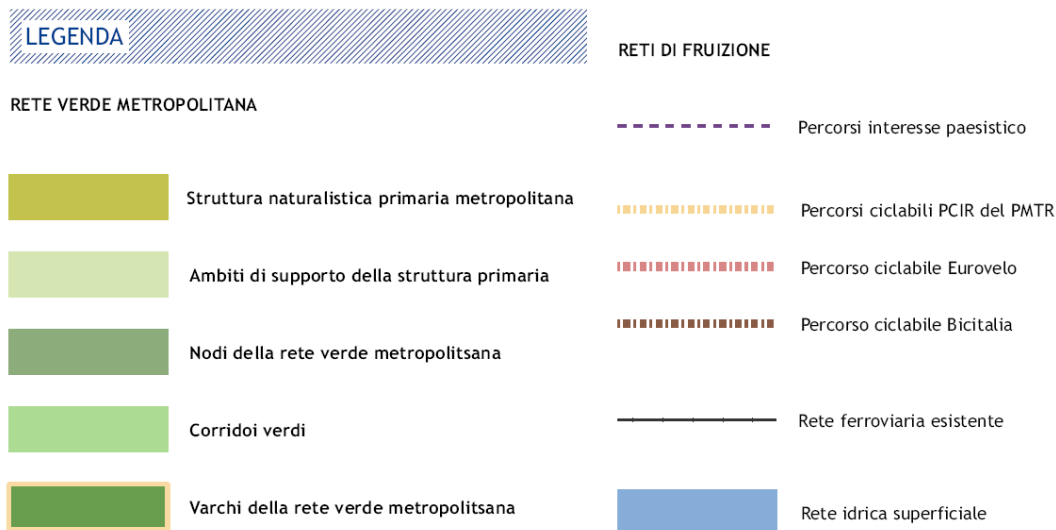 LEGENDA
RETE VERDE METROPOLITANA
Struttura naturalistica primaria metropolitana
Ambiti di supporto della struttura primaria
Nodi della rete verde metropolitsana
Corridoi verdi
Varchi della rete verde metropolitsana
RETI DI FRUIZIONE
Percorsi interesse paesistico
Percorsi ciclabili PCIR del PMTR
Percorso ciclabile Eurovelo
Percorso ciclabile Bicitalia
Rete ferroviaria esistente
Rete idrica superficiale